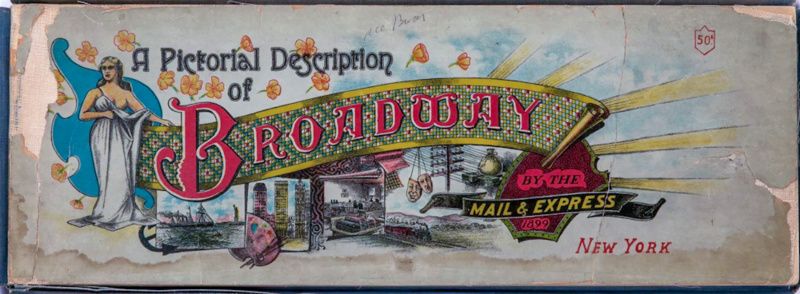 A Pictorial Description
of
BROADWAY
BY THE
MAIL & EXPRESS
1899
NEW YORK
50¢